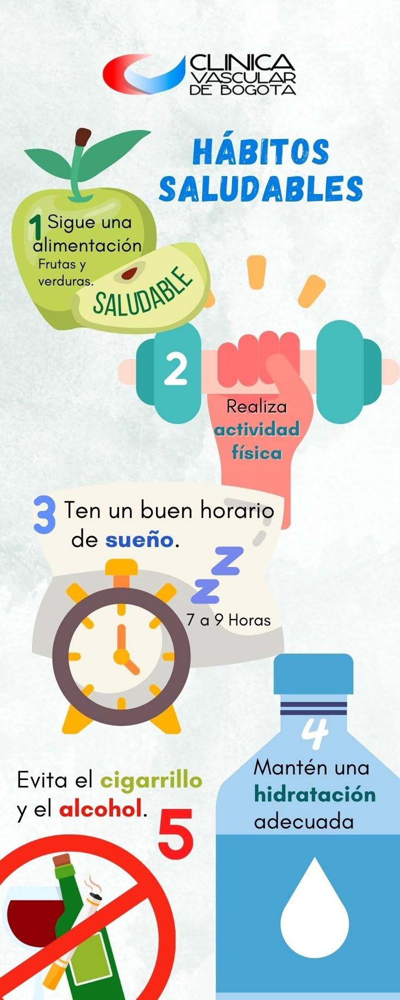 CLINICA
VASCULAR
DE BOGOTA
HÁBITOS
SALUDABLES
1 Sigue una
alimentación
Frutas y
verduras.
SALUDABLE
2
Realiza
actividad
física
3 Ten un buen horario
de sueño.
Z
Z
7 a 9 Horas
4
Mantén una
hidratación
adecuada
Evita el cigarrillo
y el alcohol.
5